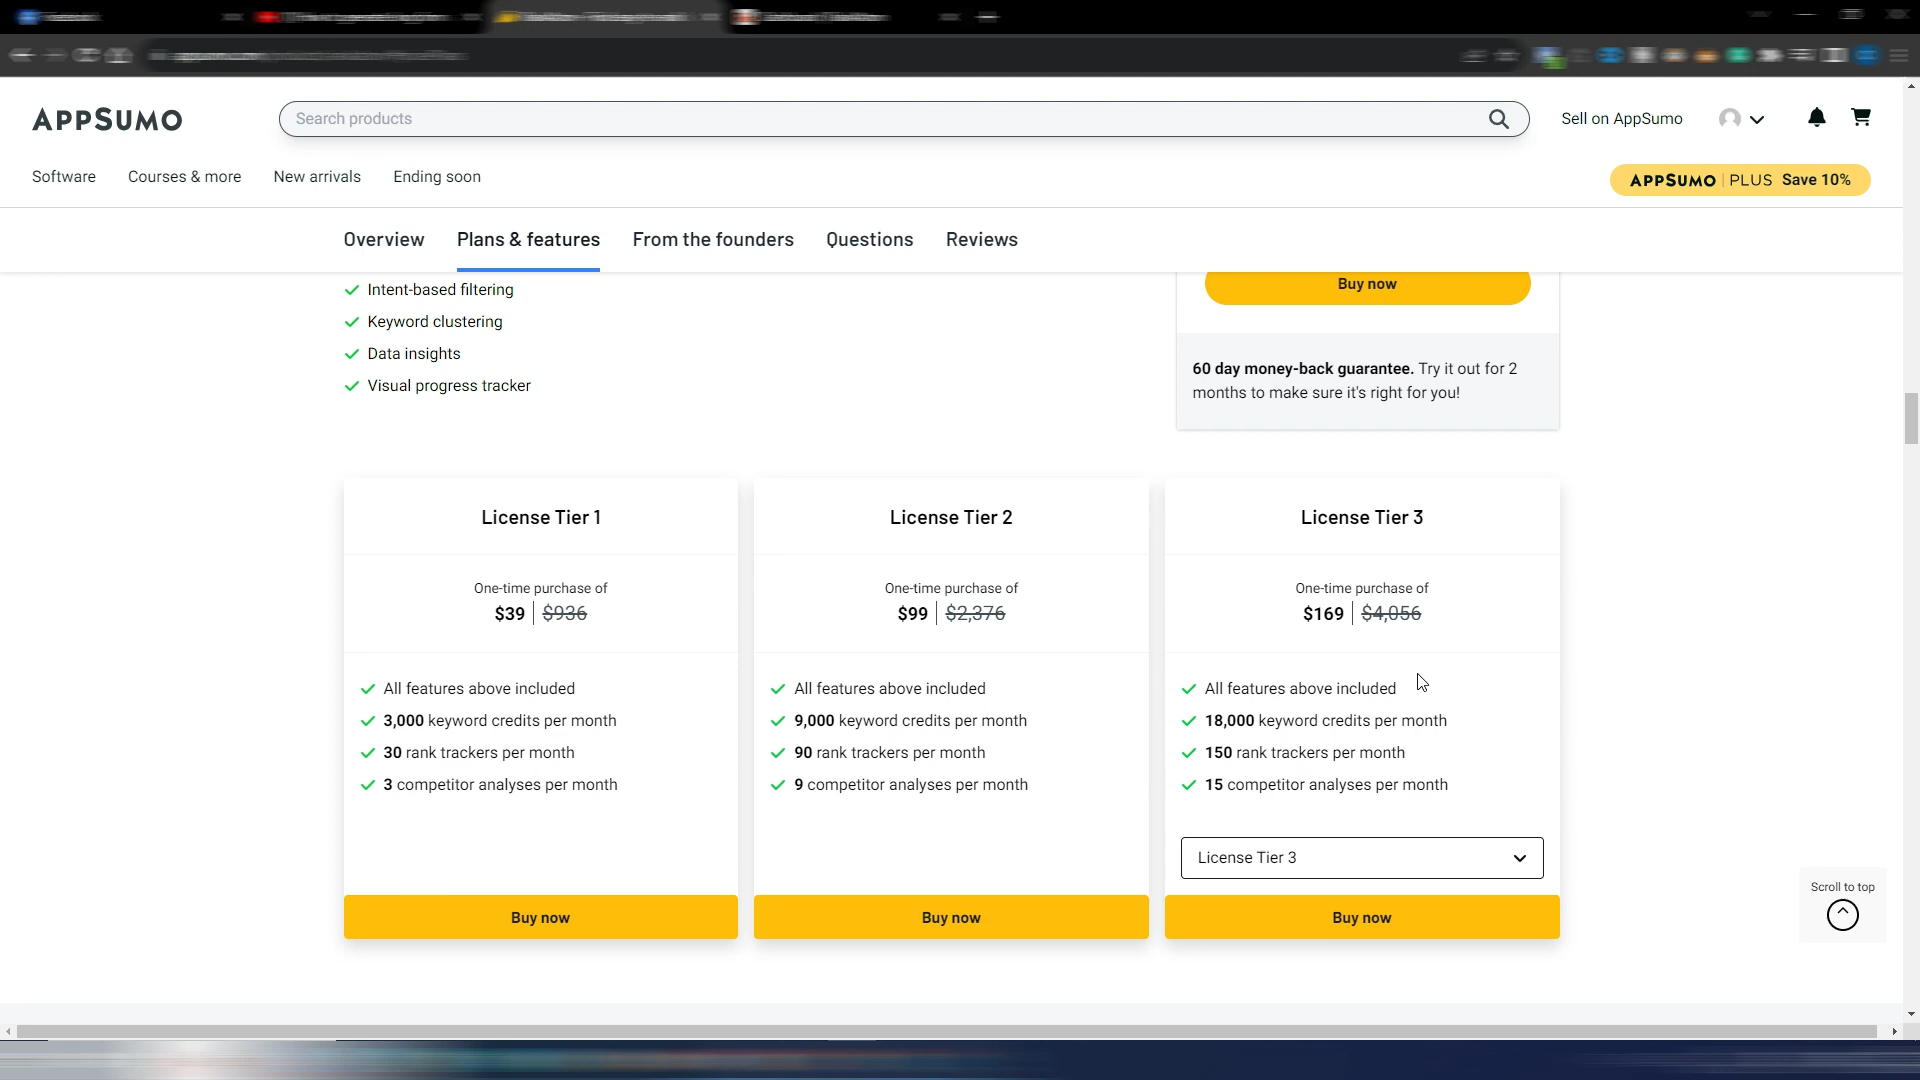 APPSUMO
Search products
Sell on AppSumo
Software
Courses & more
New arrivals
Ending soon
APPSUMO | PLUS Save 10%
Overview
Plans & features
From the founders
Questions
Reviews
Intent-based filtering
Keyword clustering
Data insights
Visual progress tracker
Buy now
60 day money-back guarantee. Try it out for 2
months to make sure it's right for you!
License Tier 1
One-time purchase of
$39 | $936
All features above included
3,000 keyword credits per month
30 rank trackers per month
3 competitor analyses per month
Buy now
License Tier 2
One-time purchase of
$99 | $2,376
All features above included
9,000 keyword credits per month
90 rank trackers per month
9 competitor analyses per month
Buy now
License Tier 3
One-time purchase of
$169 | $4,056
All features above included
18,000 keyword credits per month
150 rank trackers per month
15 competitor analyses per month
License Tier 3
Buy now
Scroll to top